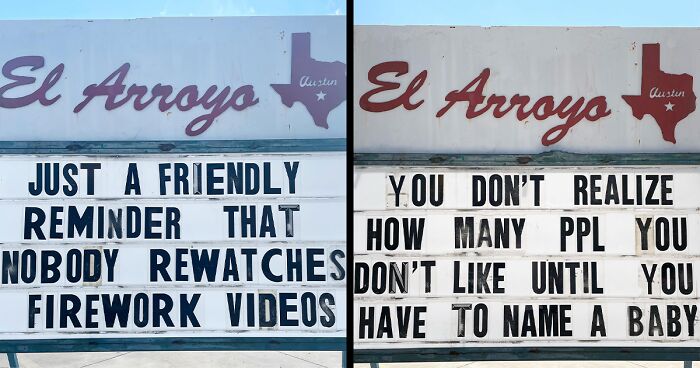 El Arroyo
Austin
JUST A FRIENDLY
REMINDER THAT
NOBODY REWATCHES
FIREWORK VIDEOS
El Arroyo
Austin
YOU DON'T REALIZE
HOW MANY PPL YOU
DON'T LIKE UNTIL YOU
HAVE TO NAME A BABY